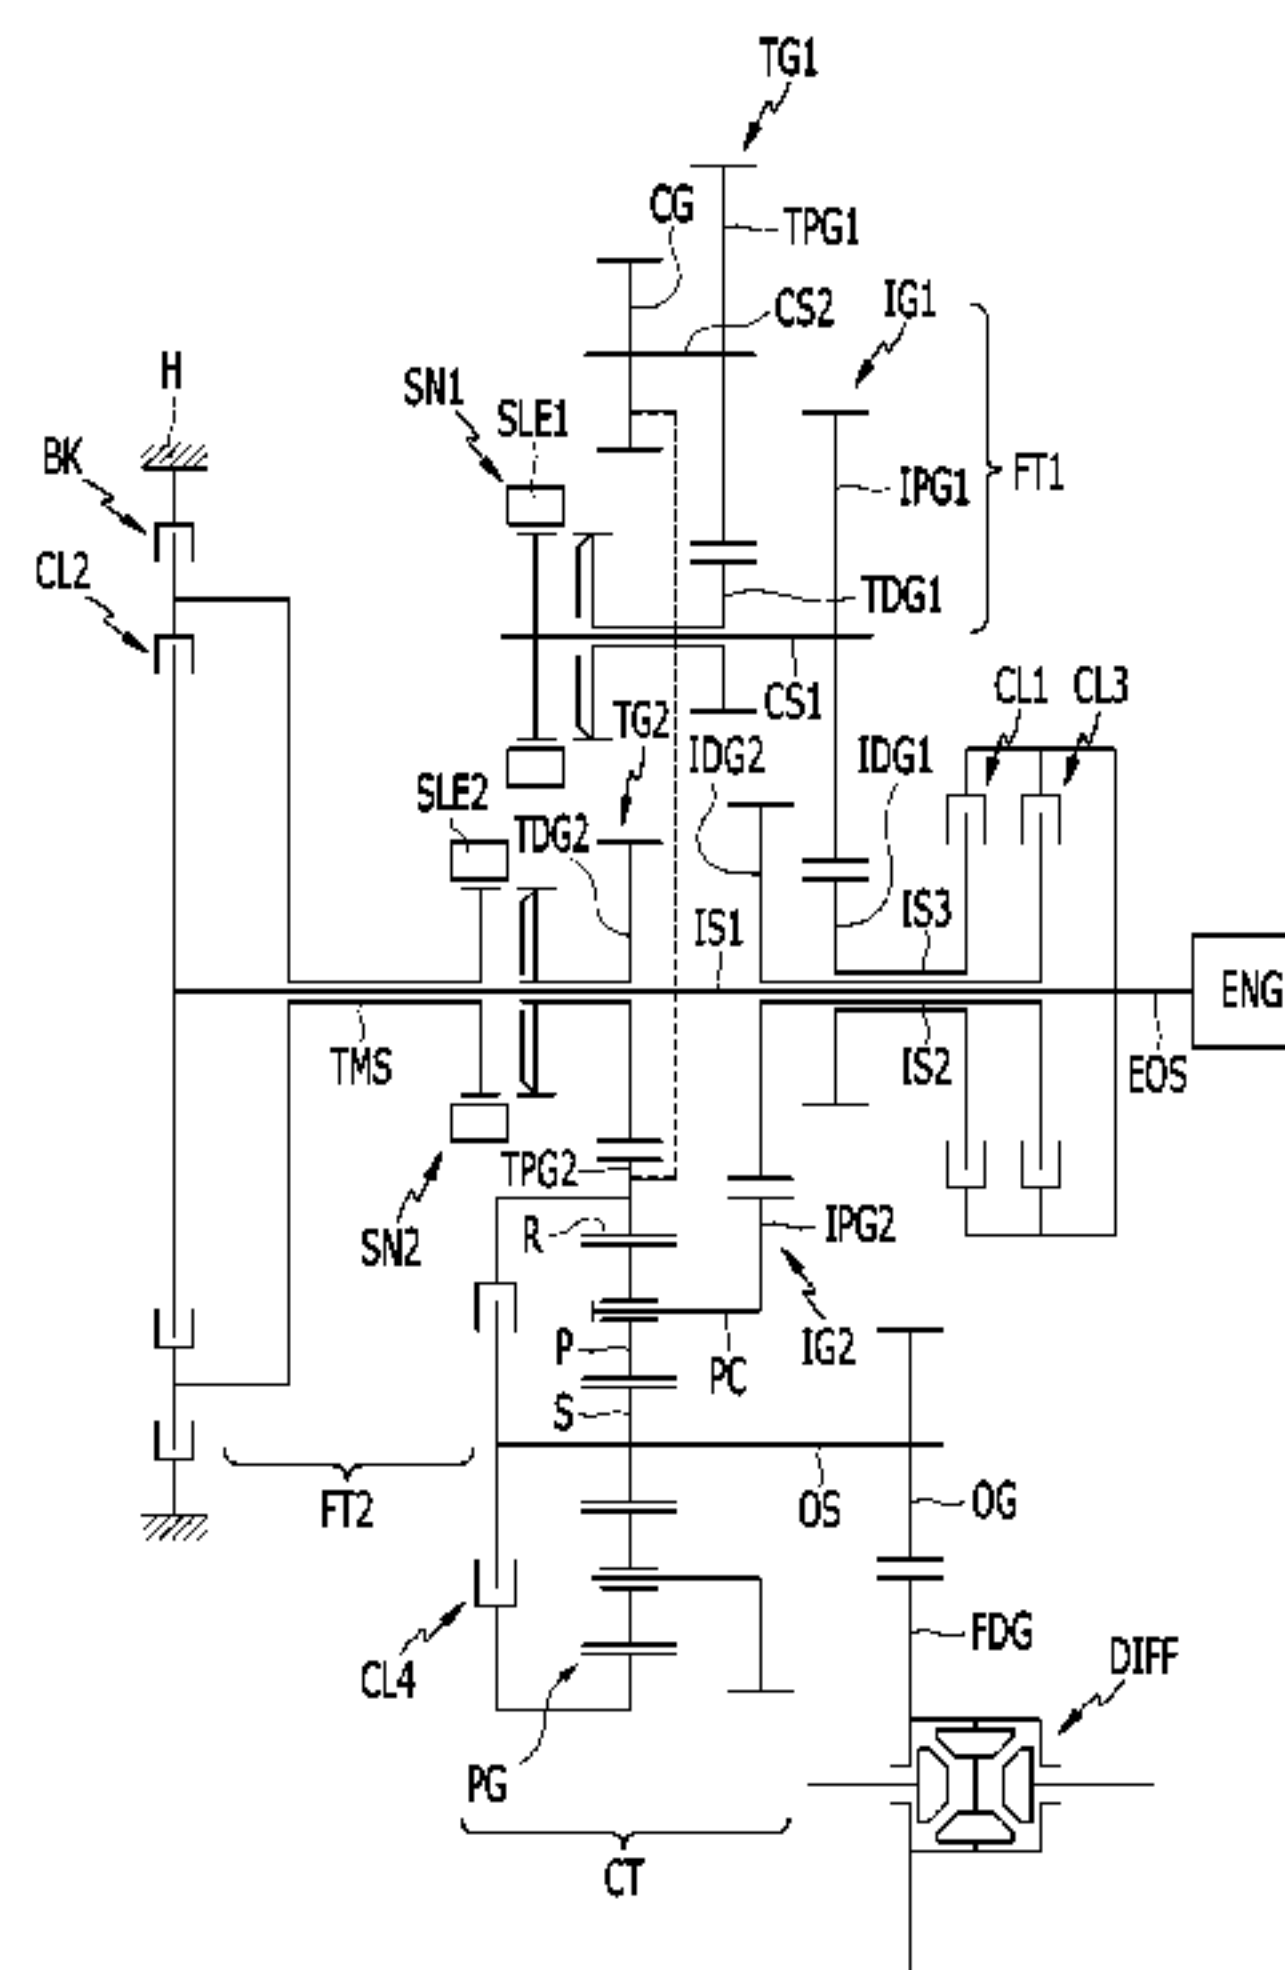 TG1
CG
TPG1
CS2
IG1
H
SN1
SLE1
BK
IPG1
FT1
CL2
TDG1
CS1
CL1
CL3
TG2
IDG2
IDG1
SLE2
TDG2
IS1
IS3
ENG
TMS
IS2
EOS
TPG2
R
IPG2
SN2
P
PC
IG2
S
FT2
OS
OG
FDG
CL4
DIFF
PG
CT